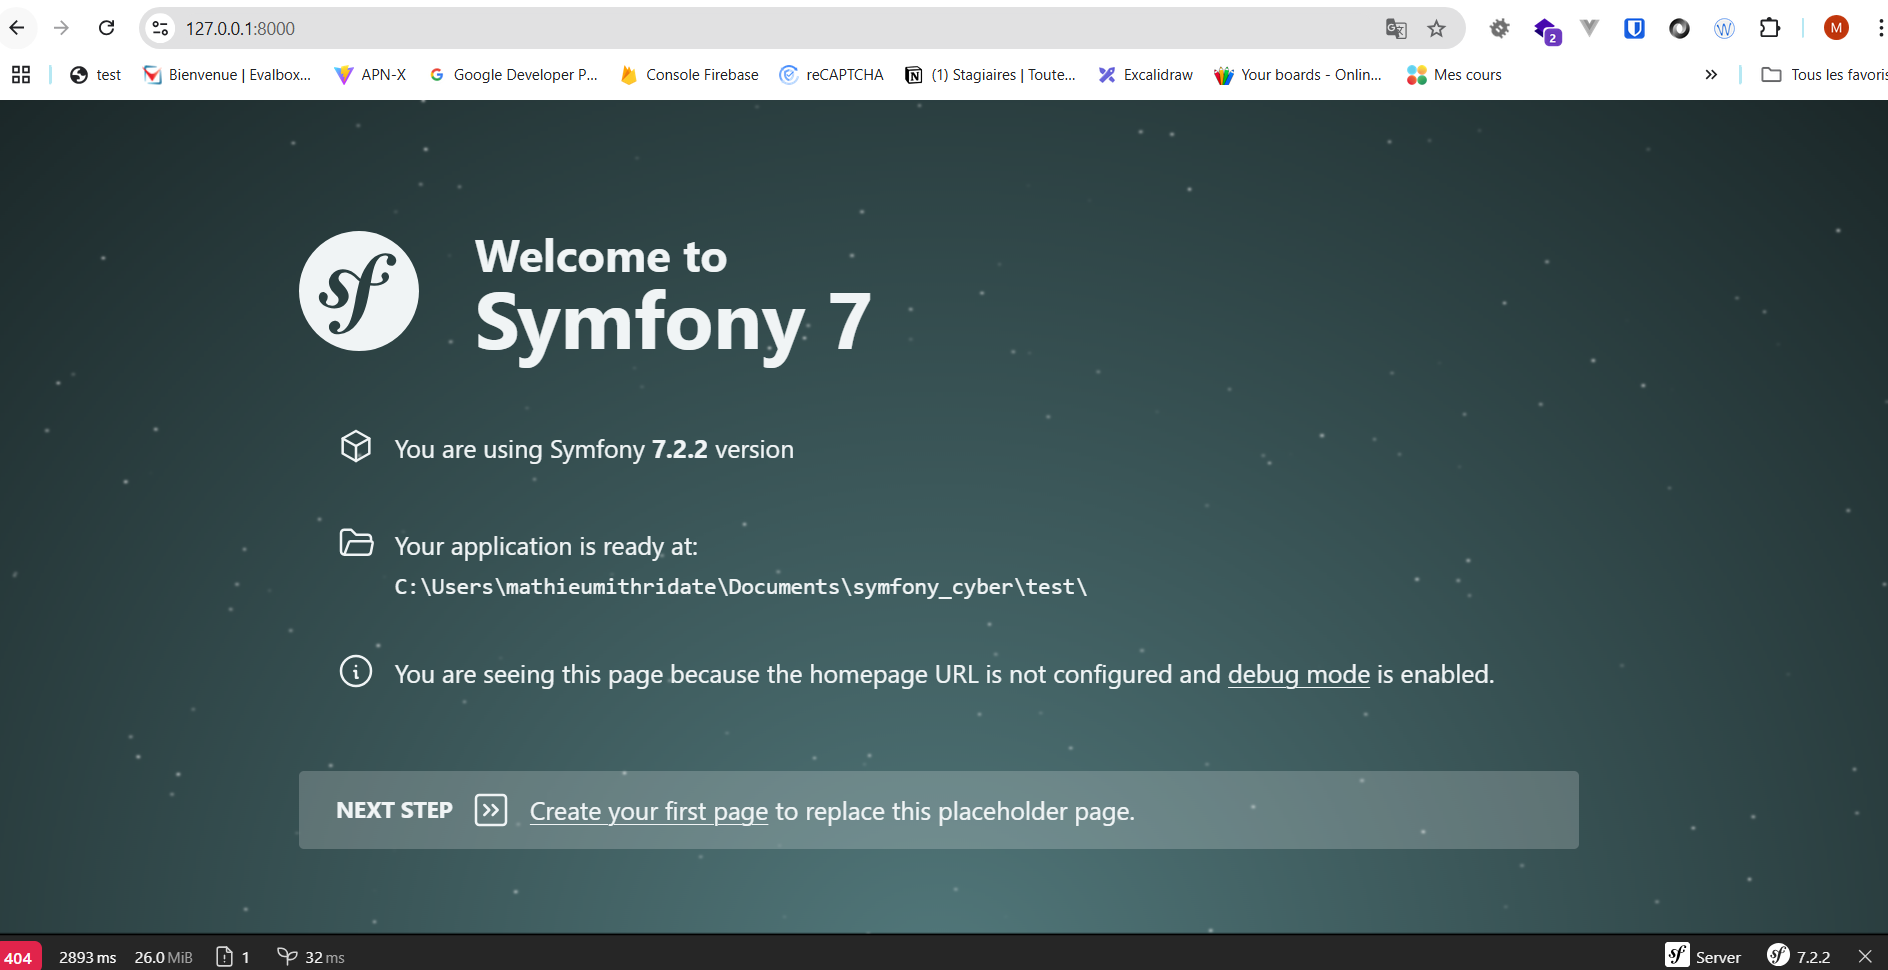 127.0.0.1:8000
M
2
test
Bienvenue | Evalbox...
APN-X
Google Developer P...
Console Firebase
reCAPTCHA
(1) Stagiaires | Toute...
Excalidraw
Your boards - Onlin...
Mes cours
Tous les favoris
sf
Welcome to
Symfony 7
You are using Symfony 7.2.2 version
Your application is ready at:
C:\Users\mathieumithridate\Documents\symfony_cyber\test\
You are seeing this page because the homepage URL is not configured and debug mode is enabled.
NEXT STEP
Create your first page to replace this placeholder page.
404
2893 ms
26.0 MiB
1
32 ms
sf Server
sf 7.2.2